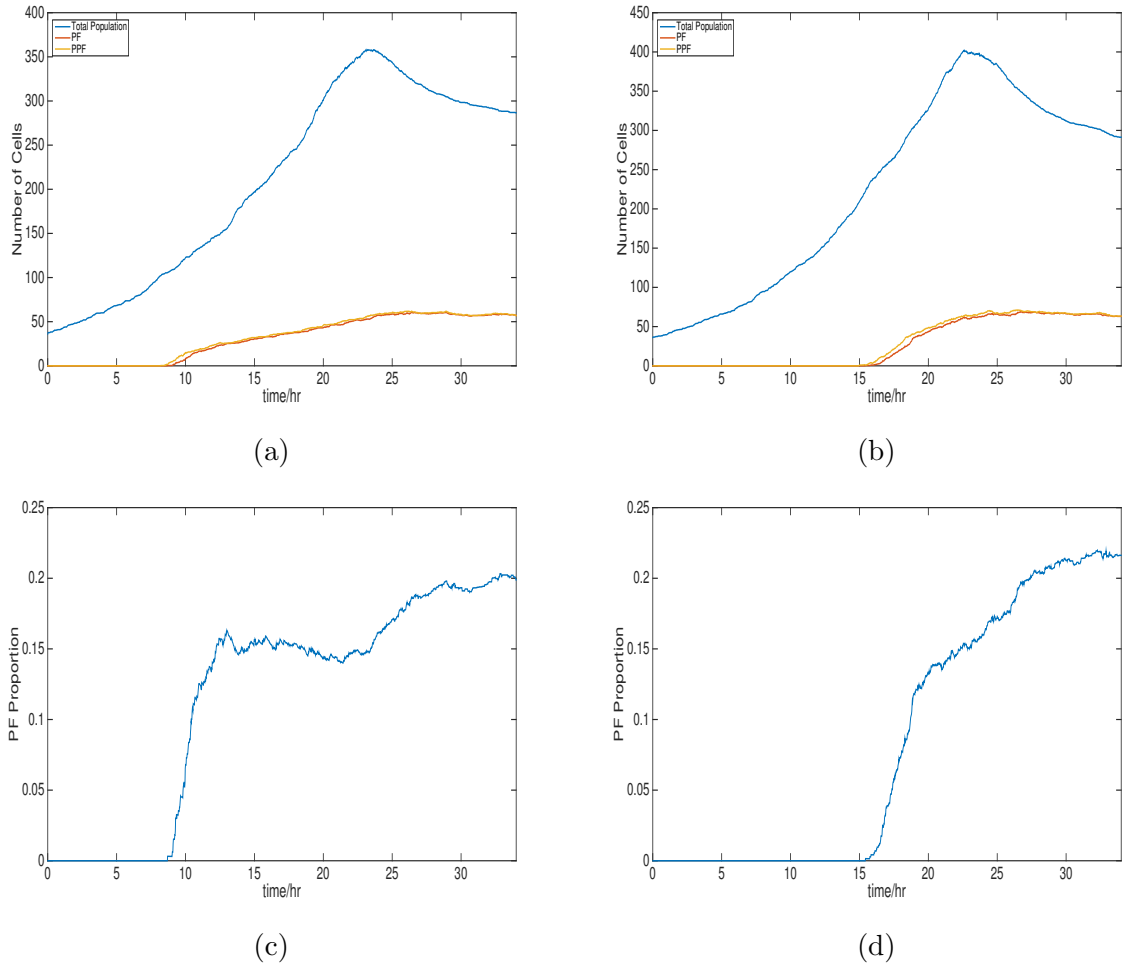 400
350
300
250
200
150
100
50
0
Number of Cells
Total Population
PF
PPF
0 5 10 15 20 25 30
time/hr
(a)
450
400
350
300
250
200
150
100
50
0
Number of Cells
Total Population
PF
PPF
0 5 10 15 20 25 30
time/hr
(b)
0.25
0.2
0.15
0.1
0.05
0
PF Proportion
0 5 10 15 20 25 30
time/hr
(c)
0.25
0.2
0.15
0.1
0.05
0
PF Proportion
0 5 10 15 20 25 30
time/hr
(d)